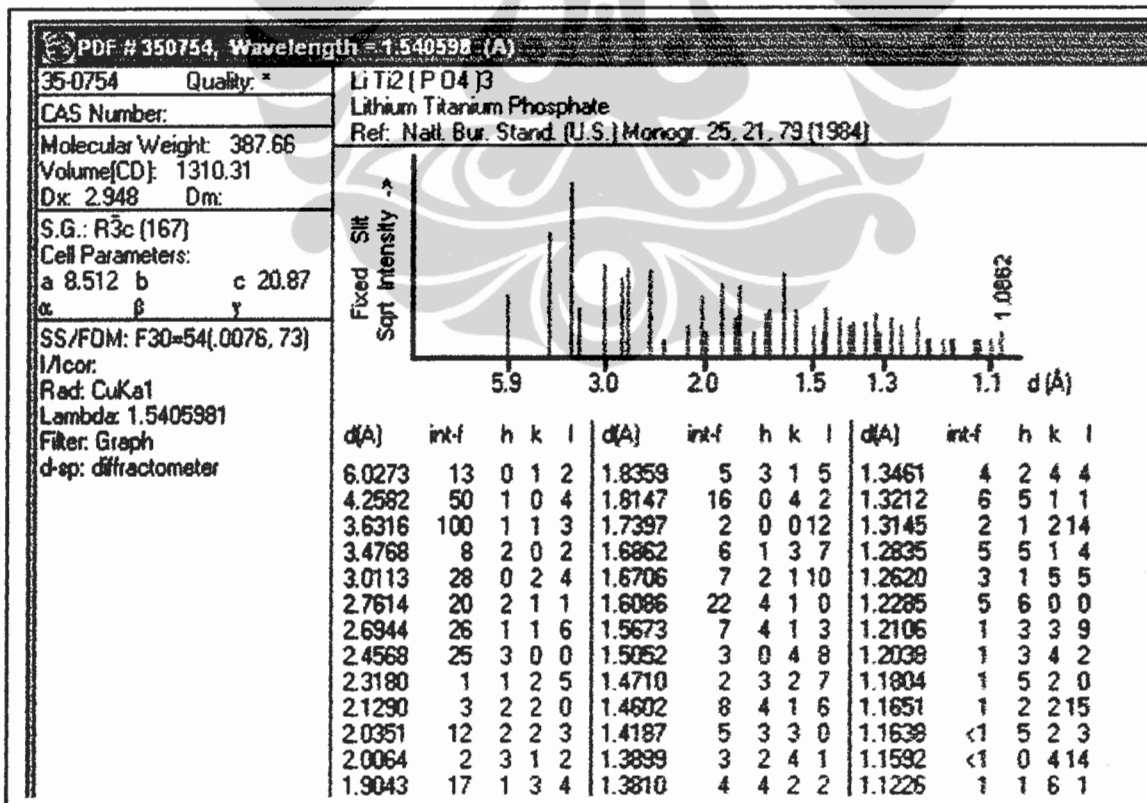 PDF # 350754, Wavelength = 1.540598 (A)
35-0754 Quality: *
CAS Number:
Molecular Weight: 387.66
Volume[CD]: 1310.31
Dx: 2.948 Dm:
S.G.: R3̄c (167)
Cell Parameters:
a 8.512 b c 20.87
α β γ
SS/FOM: F30=54(.0076, 73)
I/Icor:
Rad: CuKa1
Lambda: 1.5405981
Filter: Graph
d-sp: diffractometer
Li Ti2 ( P O4 )3
Lithium Titanium Phosphate
Ref: Natl. Bur. Stand. (U.S.) Monogr. 25, 21, 79 (1984)
Fixed Slit
Sqrt Intensity ->
1.0862
5.9 3.0 2.0 1.5 1.3 1.1 d (Å)
d(A) int-f h k l d(A) int-f h k l d(A) int-f h k l
6.0273 13 0 1 2 1.8359 5 3 1 5 1.3461 4 2 4 4
4.2582 50 1 0 4 1.8147 16 0 4 2 1.3212 6 5 1 1
3.6316 100 1 1 3 1.7397 2 0 0 12 1.3145 2 1 2 14
3.4768 8 2 0 2 1.6862 6 1 3 7 1.2835 5 5 1 4
3.0113 28 0 2 4 1.6706 7 2 1 10 1.2620 3 1 5 5
2.7614 20 2 1 1 1.6086 22 4 1 0 1.2285 5 6 0 0
2.6944 26 1 1 6 1.5673 7 4 1 3 1.2106 1 3 3 9
2.4568 25 3 0 0 1.5052 3 0 4 8 1.2038 1 3 4 2
2.3180 1 1 2 5 1.4710 2 3 2 7 1.1804 1 5 2 0
2.1290 3 2 2 0 1.4602 8 4 1 6 1.1651 1 2 2 15
2.0351 12 2 2 3 1.4187 5 3 3 0 1.1638 <1 5 2 3
2.0064 2 3 1 2 1.3899 3 2 4 1 1.1592 <1 0 4 14
1.9043 17 1 3 4 1.3810 4 4 2 2 1.1226 1 1 6 1